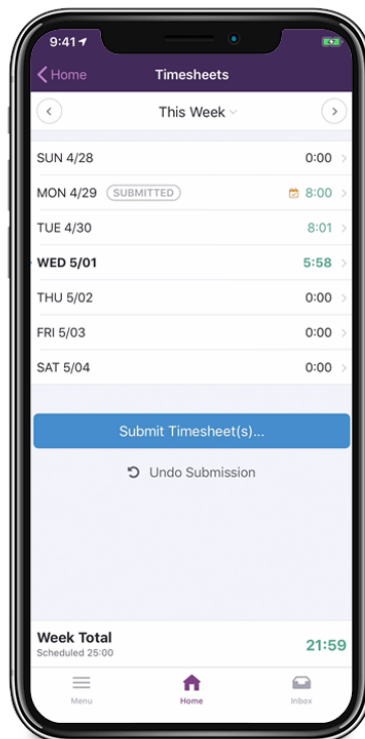 9:41
Home Timesheets
This Week
SUN 4/28 0:00
MON 4/29 SUBMITTED 8:00
TUE 4/30 8:01
WED 5/01 5:58
THU 5/02 0:00
FRI 5/03 0:00
SAT 5/04 0:00
Submit Timesheet(s)...
Undo Submission
Week Total
Scheduled 25:00
21:59
Menu Home Inbox